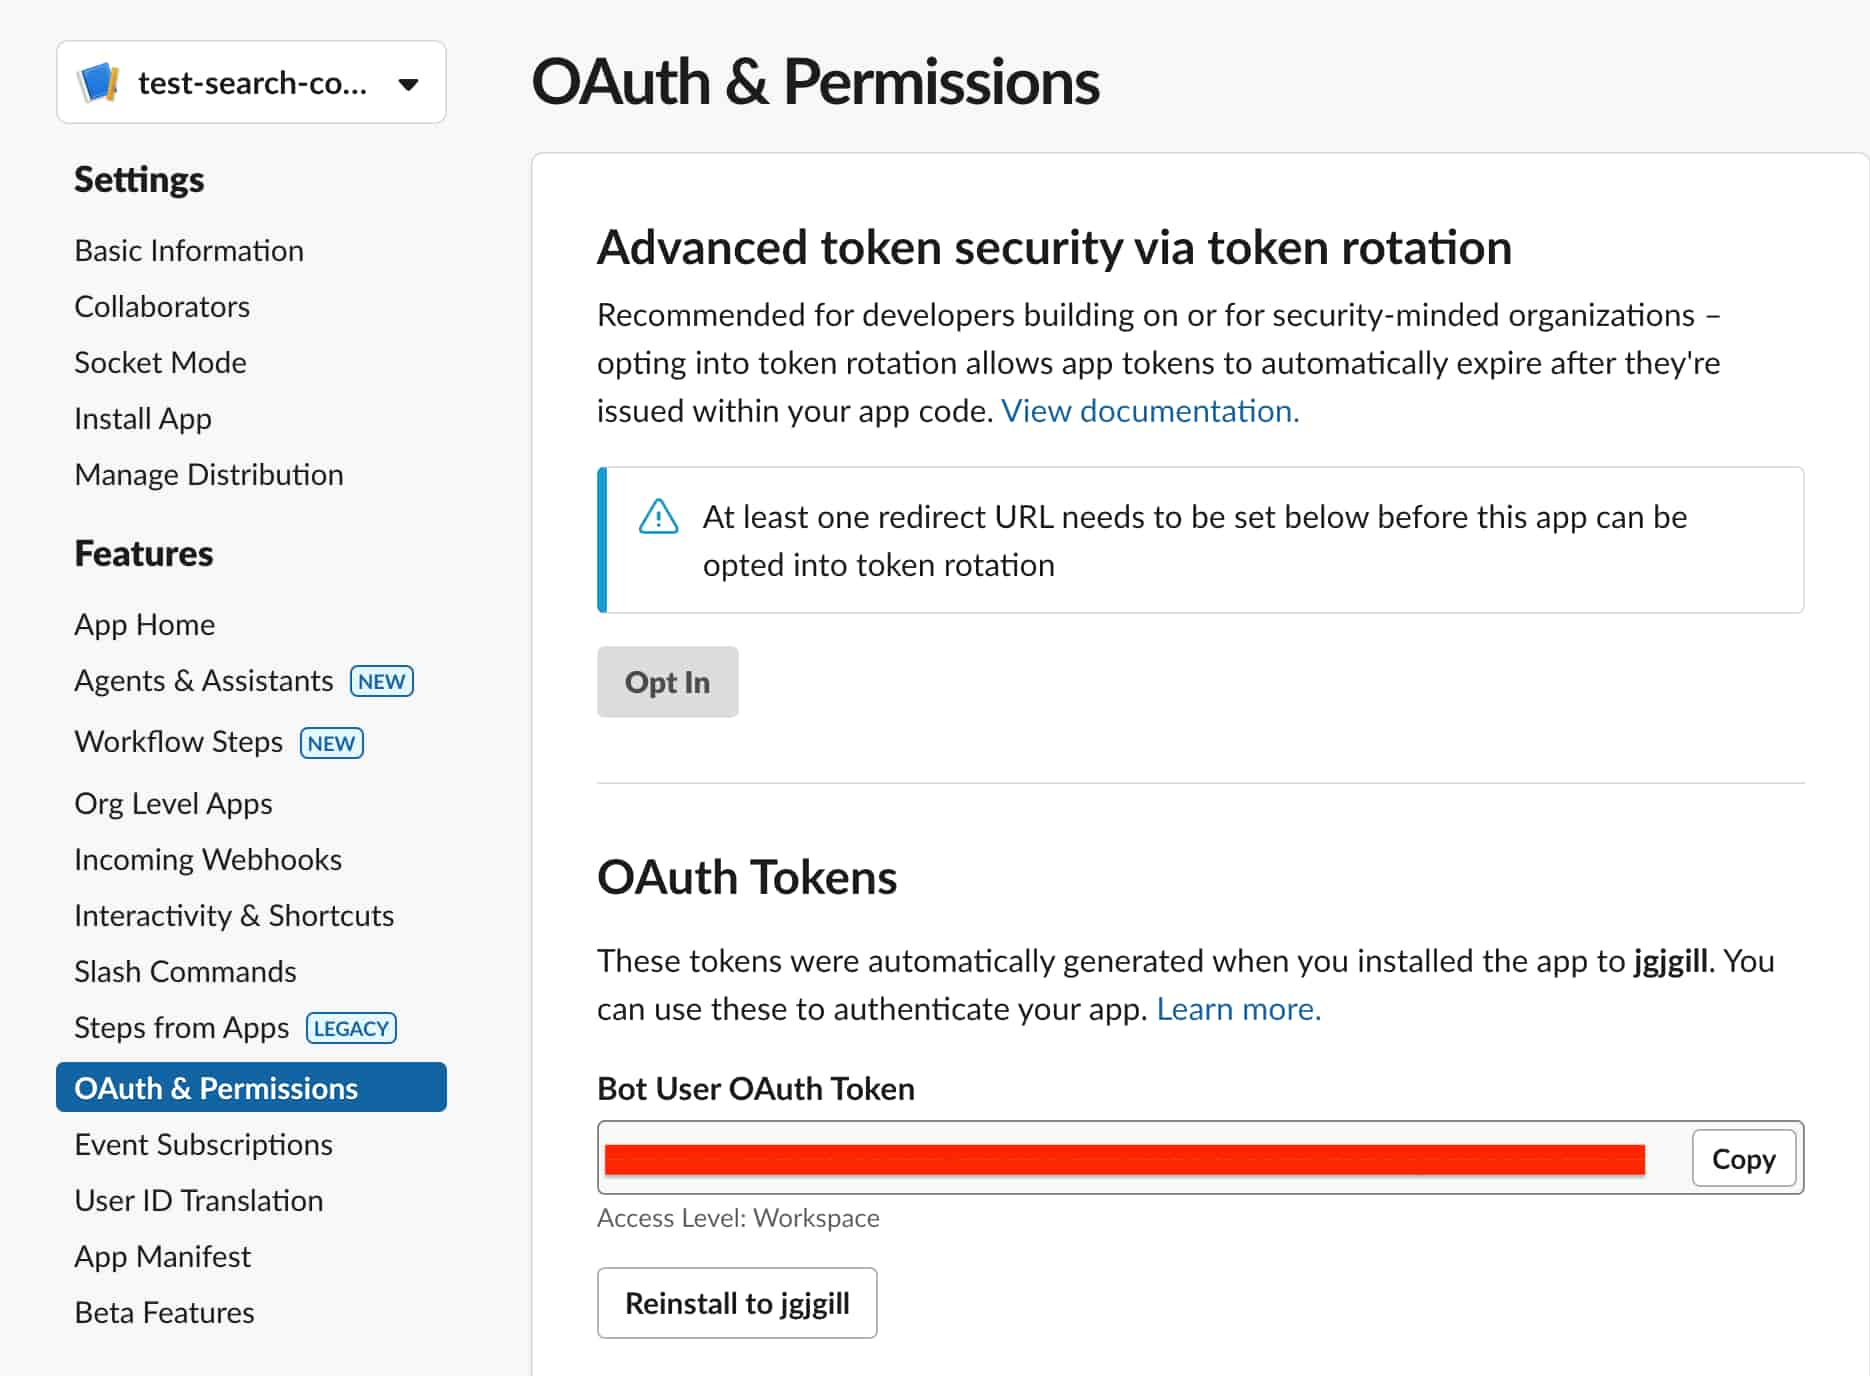 test-search-co...
Settings
Basic Information
Collaborators
Socket Mode
Install App
Manage Distribution
Features
App Home
Agents & Assistants NEW
Workflow Steps NEW
Org Level Apps
Incoming Webhooks
Interactivity & Shortcuts
Slash Commands
Steps from Apps LEGACY
OAuth & Permissions
Event Subscriptions
User ID Translation
App Manifest
Beta Features
OAuth & Permissions
Advanced token security via token rotation
Recommended for developers building on or for security-minded organizations –
opting into token rotation allows app tokens to automatically expire after they're
issued within your app code. View documentation.
At least one redirect URL needs to be set below before this app can be
opted into token rotation
Opt In
OAuth Tokens
These tokens were automatically generated when you installed the app to jgjgill. You
can use these to authenticate your app. Learn more.
Bot User OAuth Token
Copy
Access Level: Workspace
Reinstall to jgjgill